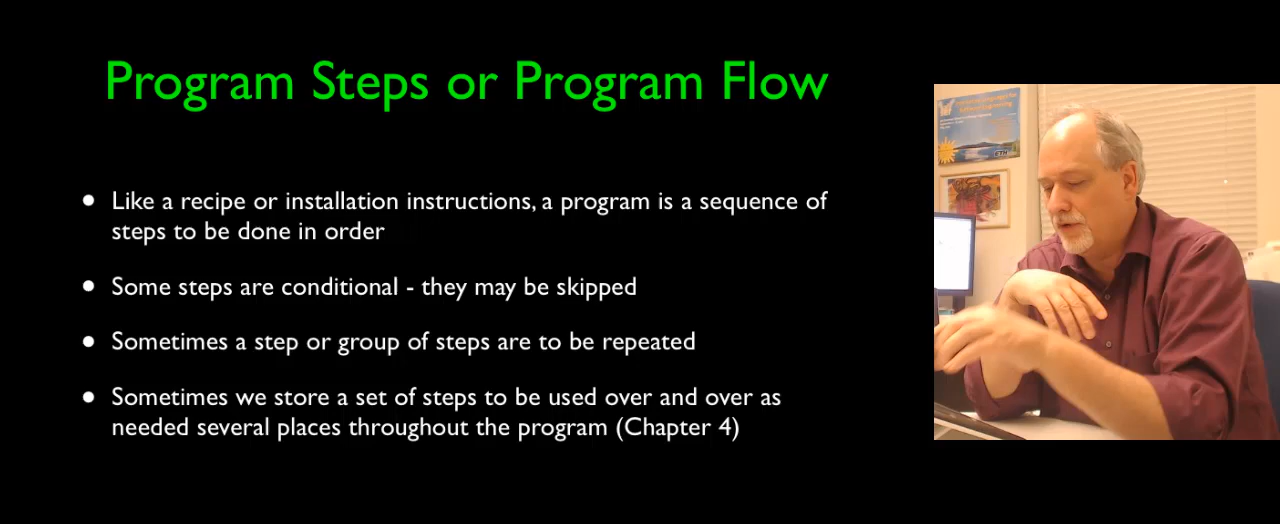 Program Steps or Program Flow
• Like a recipe or installation instructions, a program is a sequence of
steps to be done in order
• Some steps are conditional - they may be skipped
• Sometimes a step or group of steps are to be repeated
• Sometimes we store a set of steps to be used over and over as
needed several places throughout the program (Chapter 4)